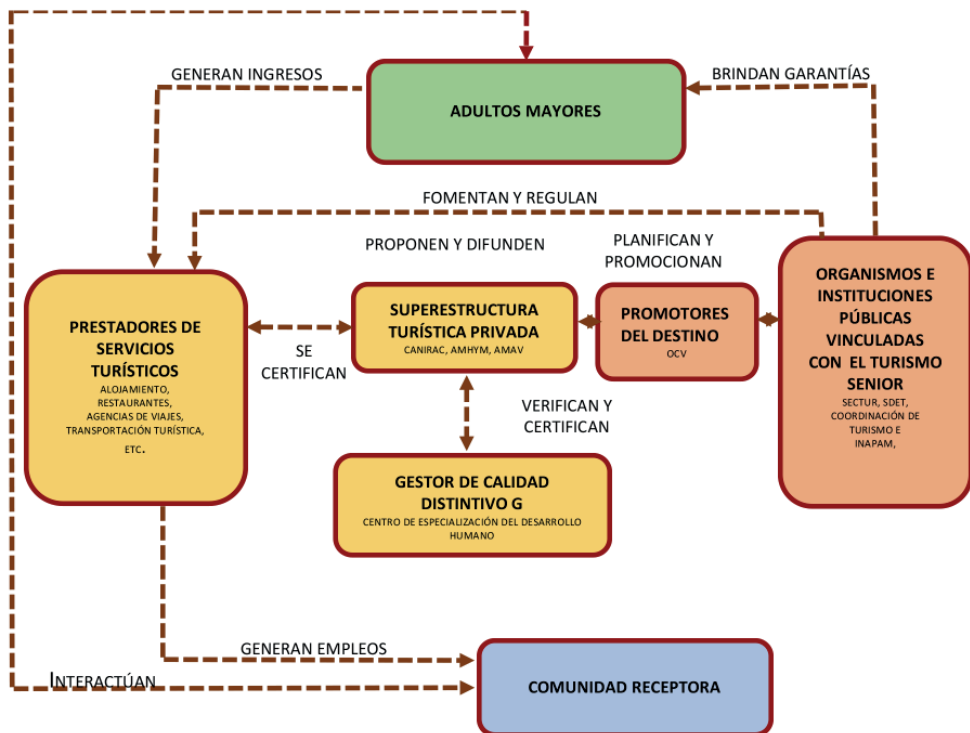 GENERAN INGRESOS
BRINDAN GARANTÍAS
ADULTOS MAYORES
FOMENTAN Y REGULAN
PROPONEN Y DIFUNDEN
PLANIFICAN Y
PROMOCIONAN
PRESTADORES DE
SERVICIOS
TURÍSTICOS
ALOJAMIENTO,
RESTAURANTES,
AGENCIAS DE VIAJES,
TRANSPORTACIÓN TURÍSTICA,
ETC.
SE
CERTIFICAN
SUPERESTRUCTURA
TURÍSTICA PRIVADA
CANIRAC, AMHYM, AMAV
PROMOTORES
DEL DESTINO
OCV
ORGANISMOS E
INSTITUCIONES
PÚBLICAS
VINCULADAS
CON EL TURISMO
SENIOR
SECTUR, SDET,
COORDINACIÓN DE
TURISMO E
INAPAM,
VERIFICAN Y
CERTIFICAN
GESTOR DE CALIDAD
DISTINTIVO G
CENTRO DE ESPECIALIZACIÓN DEL DESARROLLO
HUMANO
GENERAN EMPLEOS
INTERACTÚAN
COMUNIDAD RECEPTORA